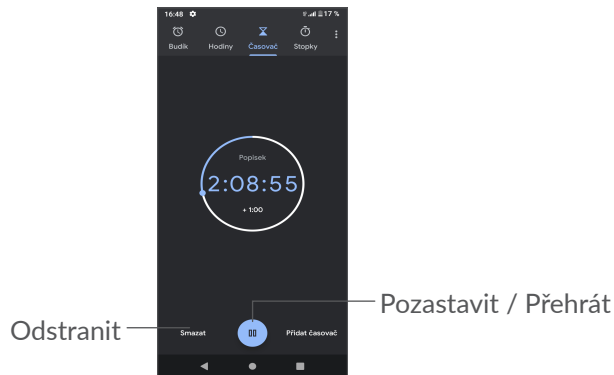 16:48 17 %
Budík Hodiny Časovač Stopky
Popisek
2:08:55
+ 1:00
Pozastavit / Přehrát
Odstranit
Smazat Přidat časovač